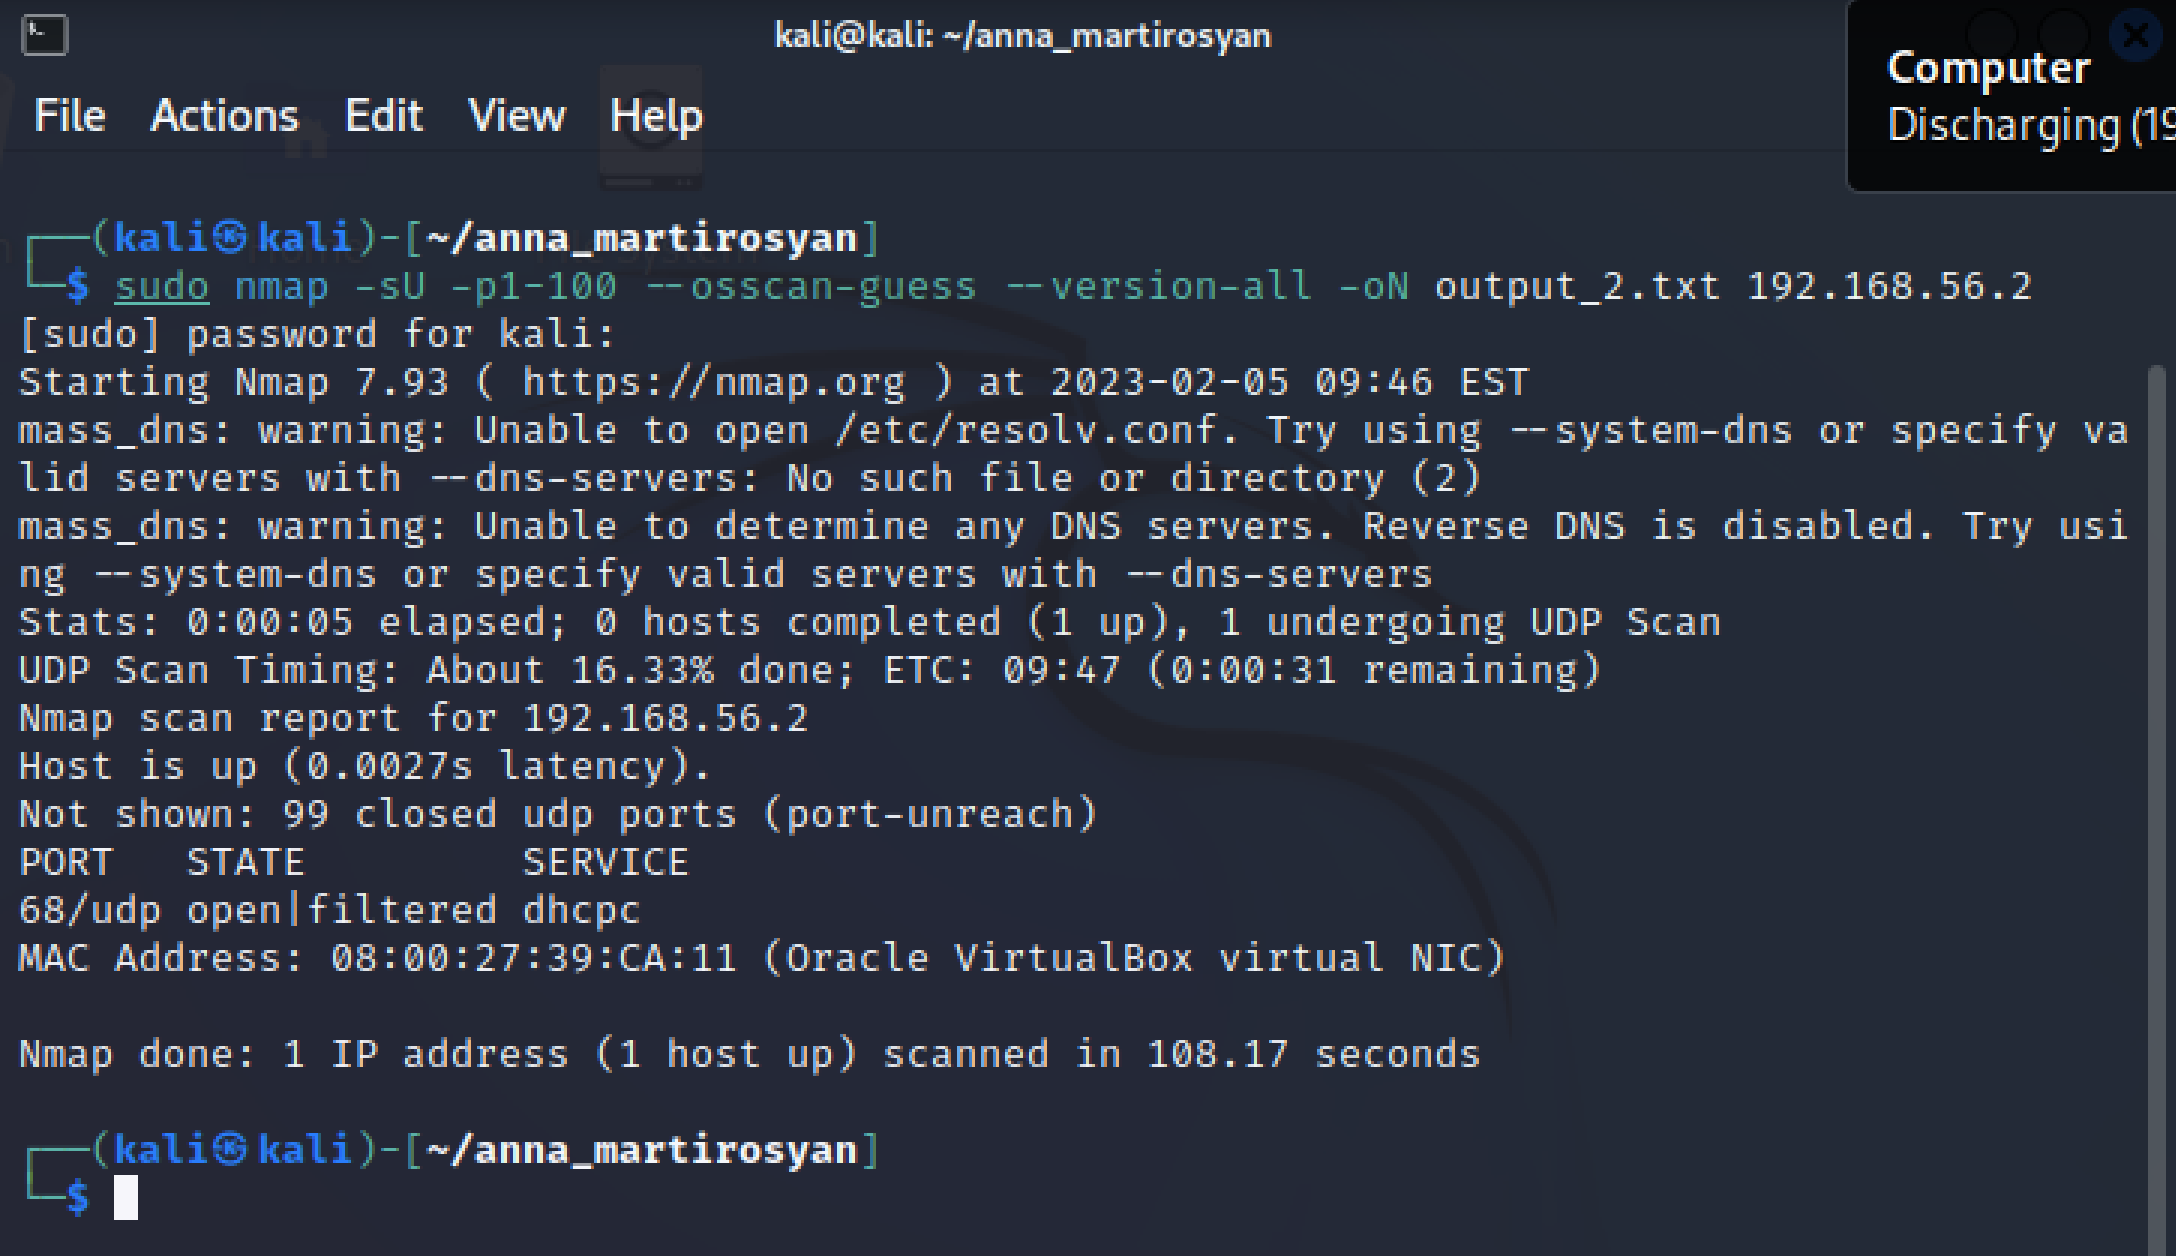 kali@kali: ~/anna_martirosyan
Computer
Discharging (19
File Actions Edit View Help
┌──(kali㉿kali)-[~/anna_martirosyan]
└─$ sudo nmap -sU -p1-100 --osscan-guess --version-all -oN output_2.txt 192.168.56.2
[sudo] password for kali:
Starting Nmap 7.93 ( https://nmap.org ) at 2023-02-05 09:46 EST
mass_dns: warning: Unable to open /etc/resolv.conf. Try using --system-dns or specify va
lid servers with --dns-servers: No such file or directory (2)
mass_dns: warning: Unable to determine any DNS servers. Reverse DNS is disabled. Try usi
ng --system-dns or specify valid servers with --dns-servers
Stats: 0:00:05 elapsed; 0 hosts completed (1 up), 1 undergoing UDP Scan
UDP Scan Timing: About 16.33% done; ETC: 09:47 (0:00:31 remaining)
Nmap scan report for 192.168.56.2
Host is up (0.0027s latency).
Not shown: 99 closed udp ports (port-unreach)
PORT   STATE         SERVICE
68/udp open|filtered dhcpc
MAC Address: 08:00:27:39:CA:11 (Oracle VirtualBox virtual NIC)
Nmap done: 1 IP address (1 host up) scanned in 108.17 seconds
┌──(kali㉿kali)-[~/anna_martirosyan]
└─$